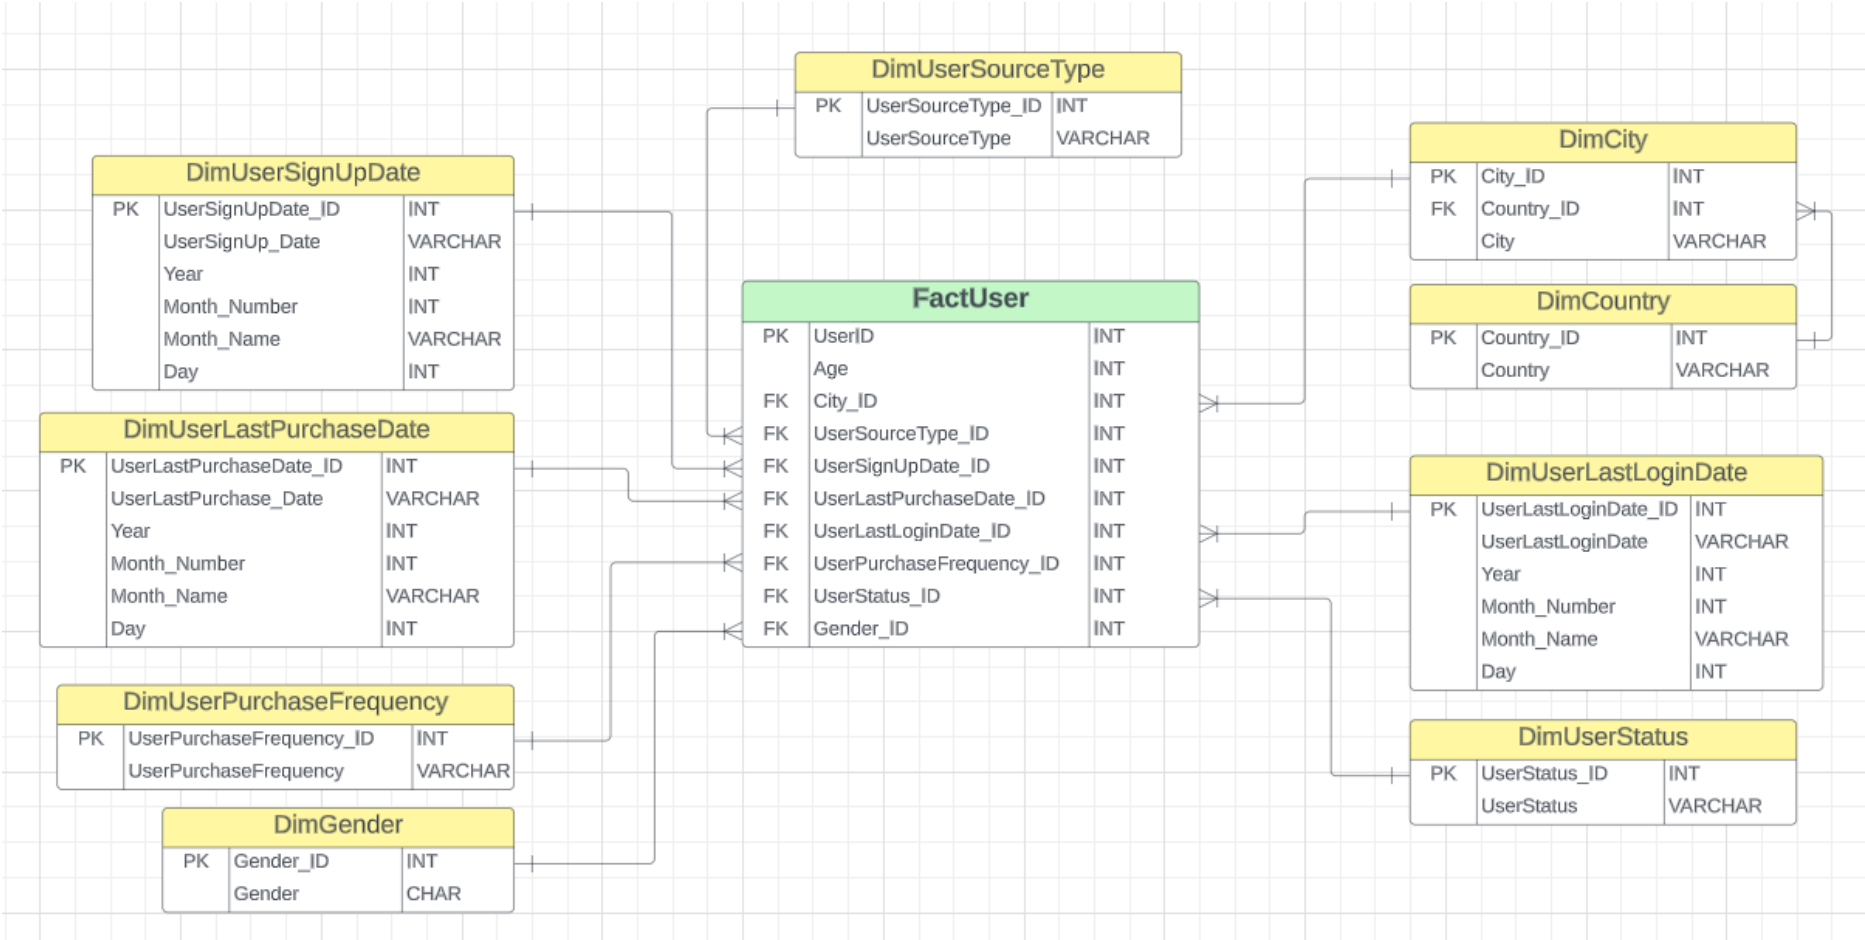 DimUserSourceType
PK UserSourceType_ID INT
UserSourceType VARCHAR
DimUserSignUpDate
PK UserSignUpDate_ID INT
UserSignUp_Date VARCHAR
Year INT
Month_Number INT
Month_Name VARCHAR
Day INT
DimUserLastPurchaseDate
PK UserLastPurchaseDate_ID INT
UserLastPurchase_Date VARCHAR
Year INT
Month_Number INT
Month_Name VARCHAR
Day INT
DimUserPurchaseFrequency
PK UserPurchaseFrequency_ID INT
UserPurchaseFrequency VARCHAR
DimGender
PK Gender_ID INT
Gender CHAR
FactUser
PK UserID INT
Age INT
FK City_ID INT
FK UserSourceType_ID INT
FK UserSignUpDate_ID INT
FK UserLastPurchaseDate_ID INT
FK UserLastLoginDate_ID INT
FK UserPurchaseFrequency_ID INT
FK UserStatus_ID INT
FK Gender_ID INT
DimCity
PK City_ID INT
FK Country_ID INT
City VARCHAR
DimCountry
PK Country_ID INT
Country VARCHAR
DimUserLastLoginDate
PK UserLastLoginDate_ID INT
UserLastLoginDate VARCHAR
Year INT
Month_Number INT
Month_Name VARCHAR
Day INT
DimUserStatus
PK UserStatus_ID INT
UserStatus VARCHAR